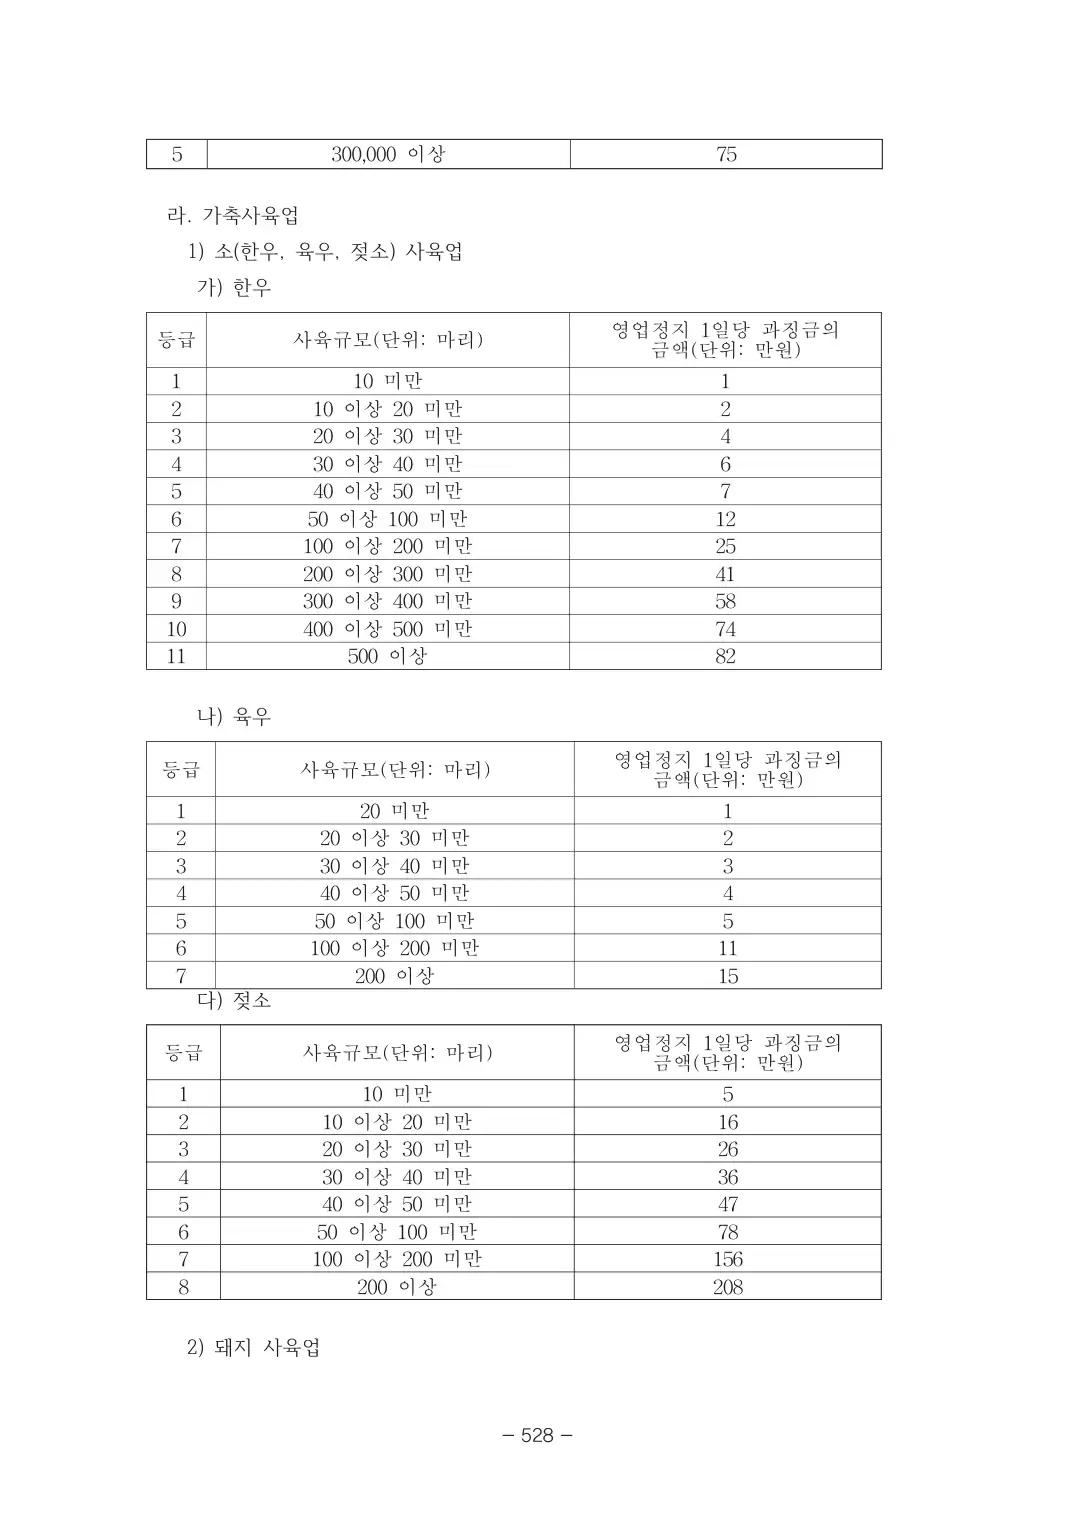 5 300,000 이상 75
라. 가축사육업
1) 소(한우, 육우, 젖소) 사육업
가) 한우
등급 사육규모(단위: 마리) 영업정지 1일당 과징금의
금액(단위: 만원)
1 10 미만 1
2 10 이상 20 미만 2
3 20 이상 30 미만 4
4 30 이상 40 미만 6
5 40 이상 50 미만 7
6 50 이상 100 미만 12
7 100 이상 200 미만 25
8 200 이상 300 미만 41
9 300 이상 400 미만 58
10 400 이상 500 미만 74
11 500 이상 82
나) 육우
등급 사육규모(단위: 마리) 영업정지 1일당 과징금의
금액(단위: 만원)
1 20 미만 1
2 20 이상 30 미만 2
3 30 이상 40 미만 3
4 40 이상 50 미만 4
5 50 이상 100 미만 5
6 100 이상 200 미만 11
7 200 이상 15
다) 젖소
등급 사육규모(단위: 마리) 영업정지 1일당 과징금의
금액(단위: 만원)
1 10 미만 5
2 10 이상 20 미만 16
3 20 이상 30 미만 26
4 30 이상 40 미만 36
5 40 이상 50 미만 47
6 50 이상 100 미만 78
7 100 이상 200 미만 156
8 200 이상 208
2) 돼지 사육업
- 528 -